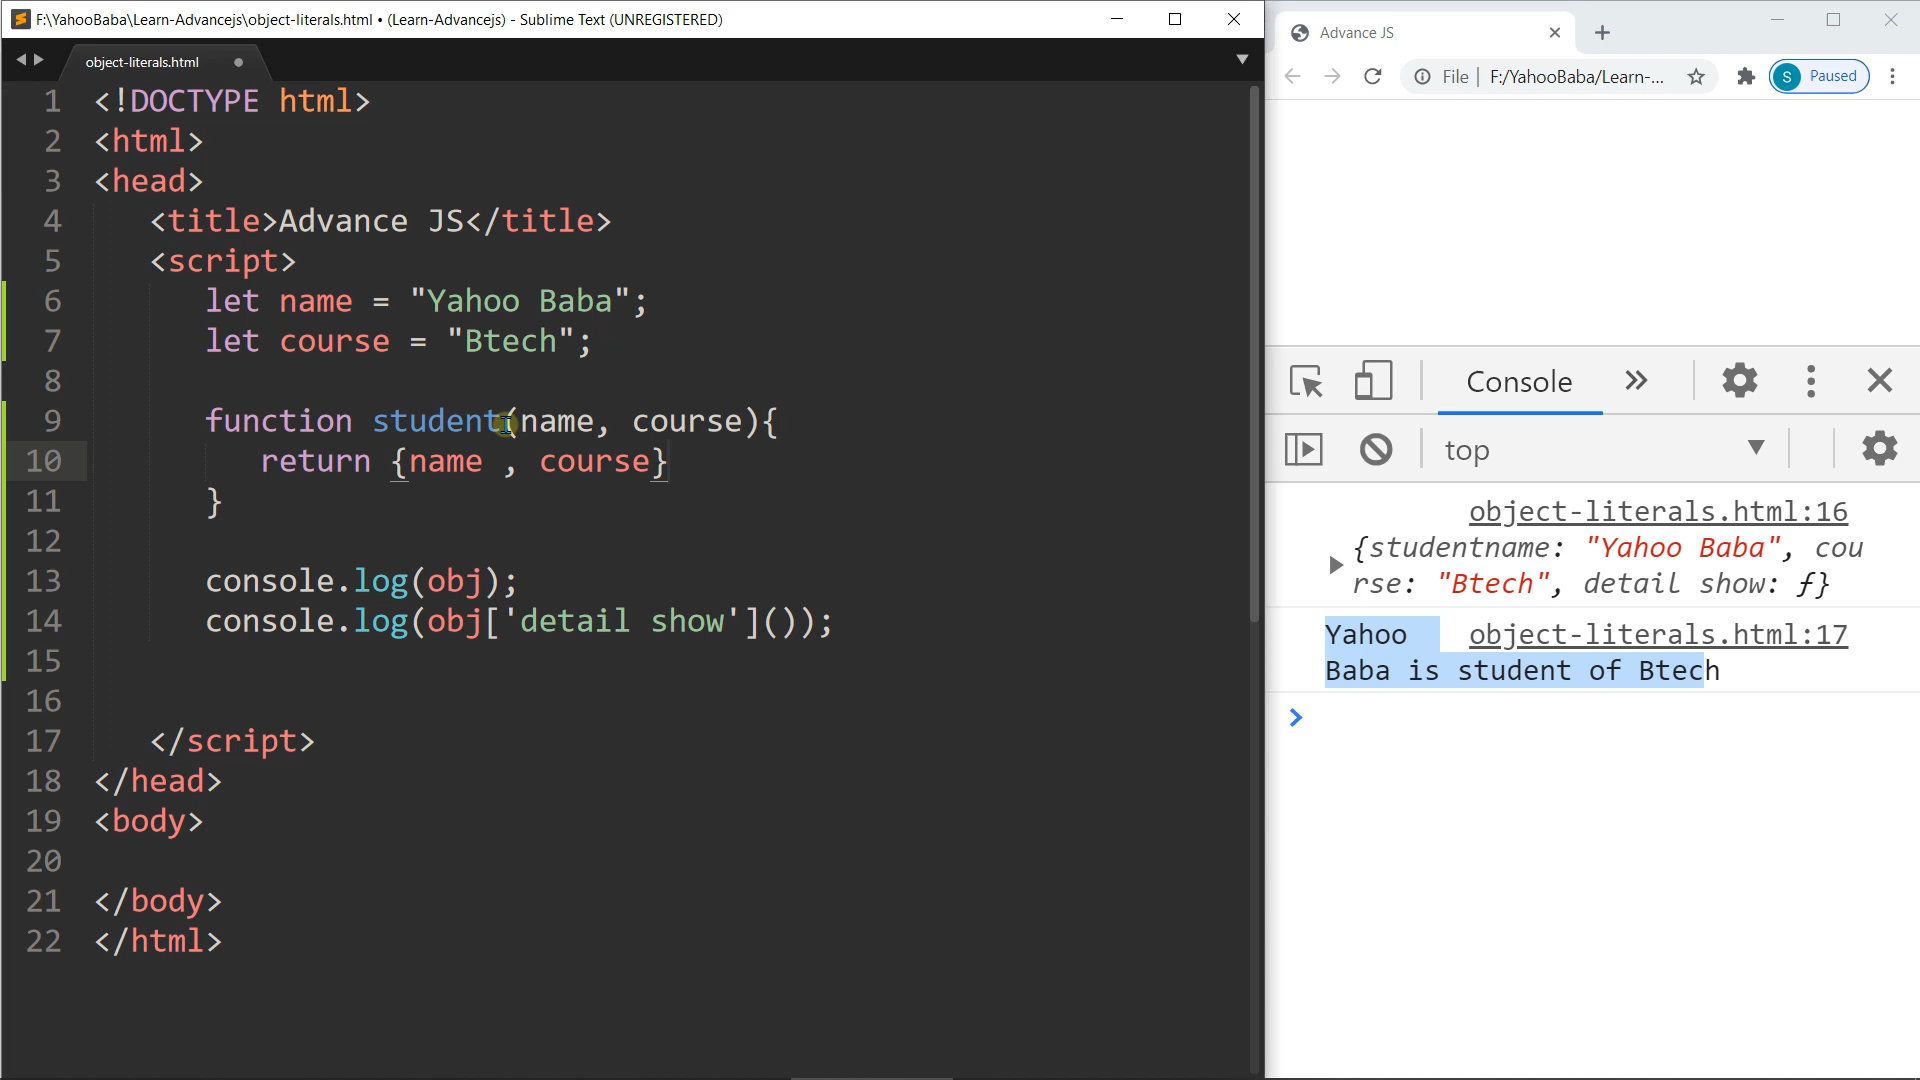 F:\YahooBaba\Learn-Advancejs\object-literals.html • (Learn-Advancejs) - Sublime Text (UNREGISTERED)
object-literals.html
1 <!DOCTYPE html>
2 <html>
3 <head>
4 <title>Advance JS</title>
5 <script>
6 let name = "Yahoo Baba";
7 let course = "Btech";
8
9 function student(name, course){
10 return {name , course}
11 }
12
13 console.log(obj);
14 console.log(obj['detail show']());
15
16
17 </script>
18 </head>
19 <body>
20
21 </body>
22 </html>
Advance JS
File | F:/YahooBaba/Learn-...
S Paused
Console
top
object-literals.html:16
{studentname: "Yahoo Baba", cou
rse: "Btech", detail show: ƒ}
Yahoo object-literals.html:17
Baba is student of Btech